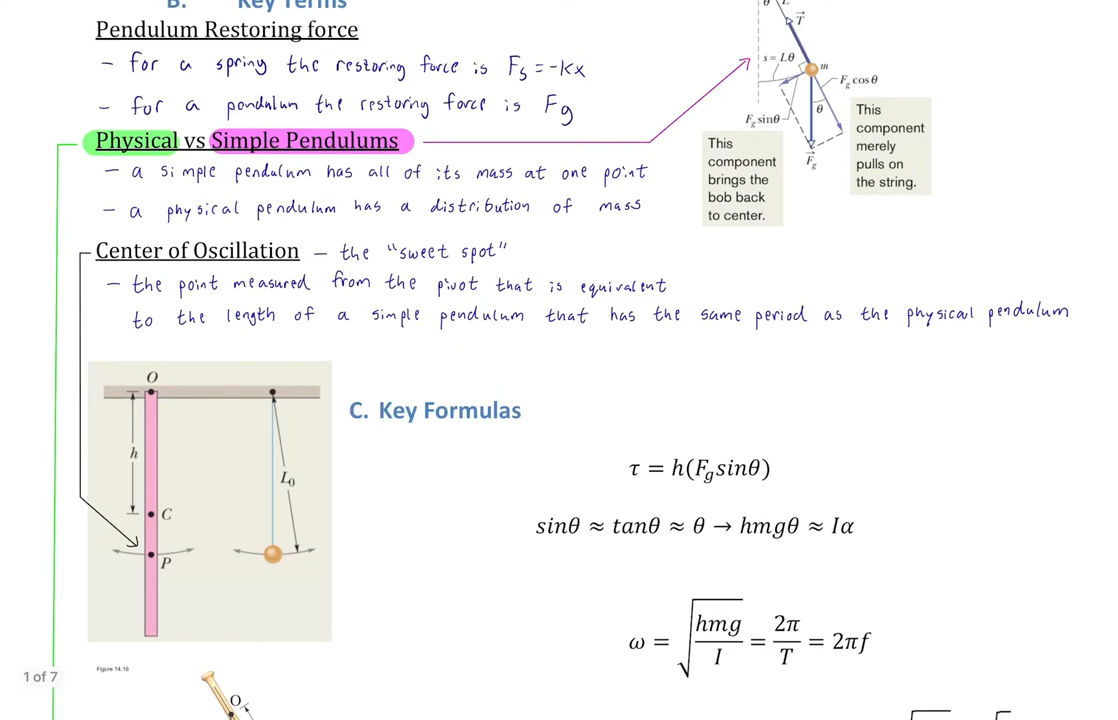 B. Key Terms
Pendulum Restoring force
– for a spring the restoring force is Fₛ = -kx
– for a pendulum the restoring force is Fg
Physical vs Simple Pendulums
– a simple pendulum has all of its mass at one point
– a physical pendulum has a distribution of mass
θ L
T⃗
s = Lθ
m
Fg cosθ
θ
Fg sinθ
F⃗g
This
component
brings the
bob back
to center.
This
component
merely
pulls on
the string.
Center of Oscillation – the "sweet spot"
– the point measured from the pivot that is equivalent
to the length of a simple pendulum that has the same period as the physical pendulum
O
h
L₀
C
P
C. Key Formulas
τ = h(Fg sinθ)
sinθ ≈ tanθ ≈ θ → hmgθ ≈ Iα
ω = √(hmg/I) = 2π/T = 2πf
Figure 14.16
1 of 7
O